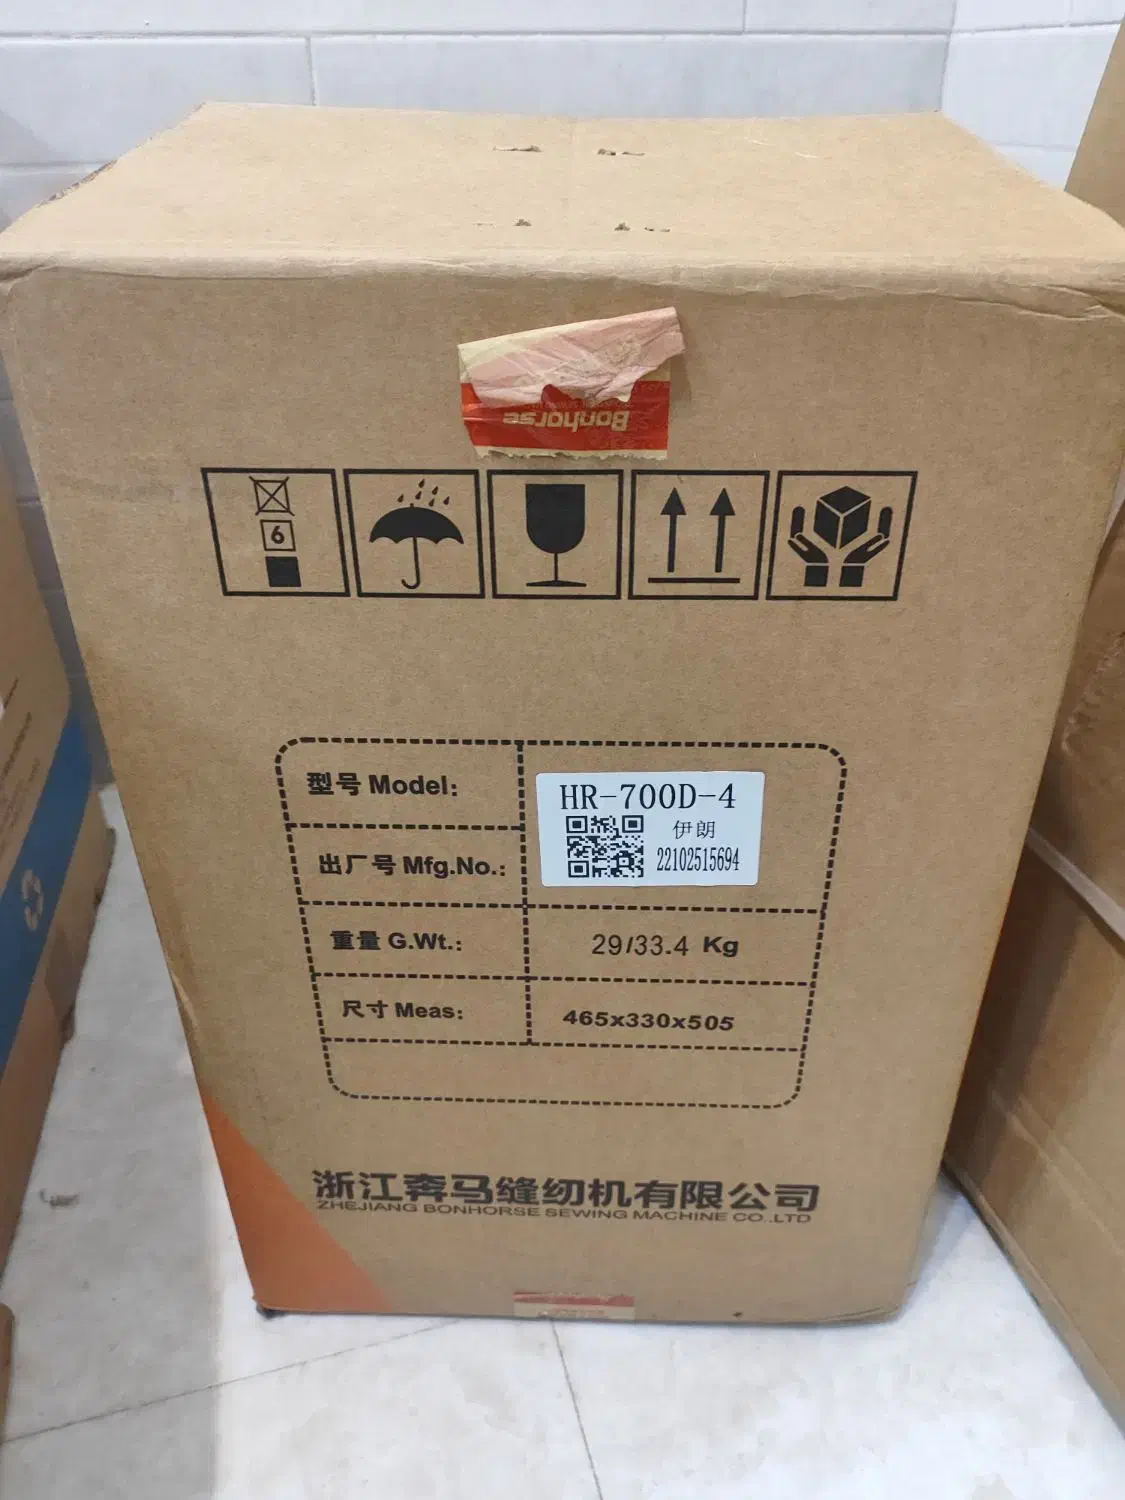 Bonhorse
6
型号 Model:
HR-700D-4
伊朗
出厂号 Mfg.No.:
22102515694
重量 G.Wt.:
29/33.4 Kg
尺寸 Meas:
465x330x505
浙江奔马缝纫机有限公司
ZHEJIANG BONHORSE SEWING MACHINE CO.,LTD